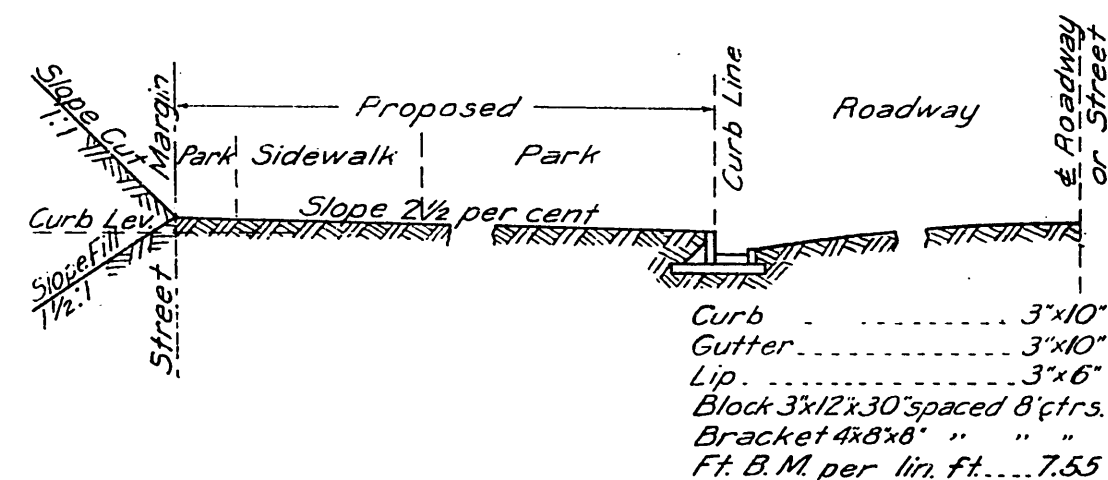 Slope Cut
1:1
Margin
Proposed
Curb Line
Roadway
℄ Roadway
or Street
Park
Sidewalk
Park
Curb Lev.
Slope 2½ per cent
Slope Fill
1½:1
Street
Curb - --------- 3"x10"
Gutter------------- 3"x10"
Lip. ------------- 3"x6"
Block 3"x12"x30" spaced 8' ctrs.
Bracket 4"x8"x8" " " "
Ft. B. M. per lin. ft.....7.55